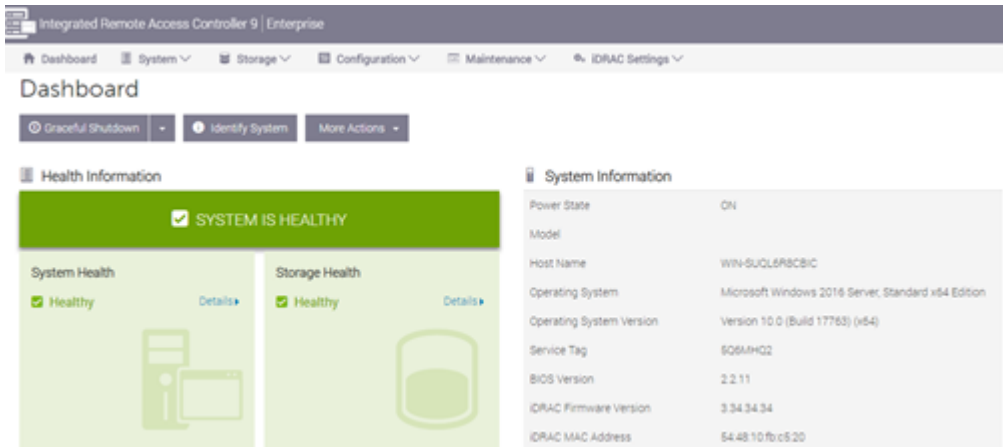 Integrated Remote Access Controller 9 | Enterprise
Dashboard System Storage Configuration Maintenance iDRAC Settings
Dashboard
Graceful Shutdown Identify System More Actions
Health Information
SYSTEM IS HEALTHY
System Health
Healthy Details
Storage Health
Healthy Details
System Information
Power State ON
Model
Host Name WIN-SUQL6R8CBIC
Operating System Microsoft Windows 2016 Server, Standard x64 Edition
Operating System Version Version 10.0 (Build 17763) (x64)
Service Tag 5Q6MHQ2
BIOS Version 2.2.11
iDRAC Firmware Version 3.34.34.34
iDRAC MAC Address 54:48:10:fb:c5:20